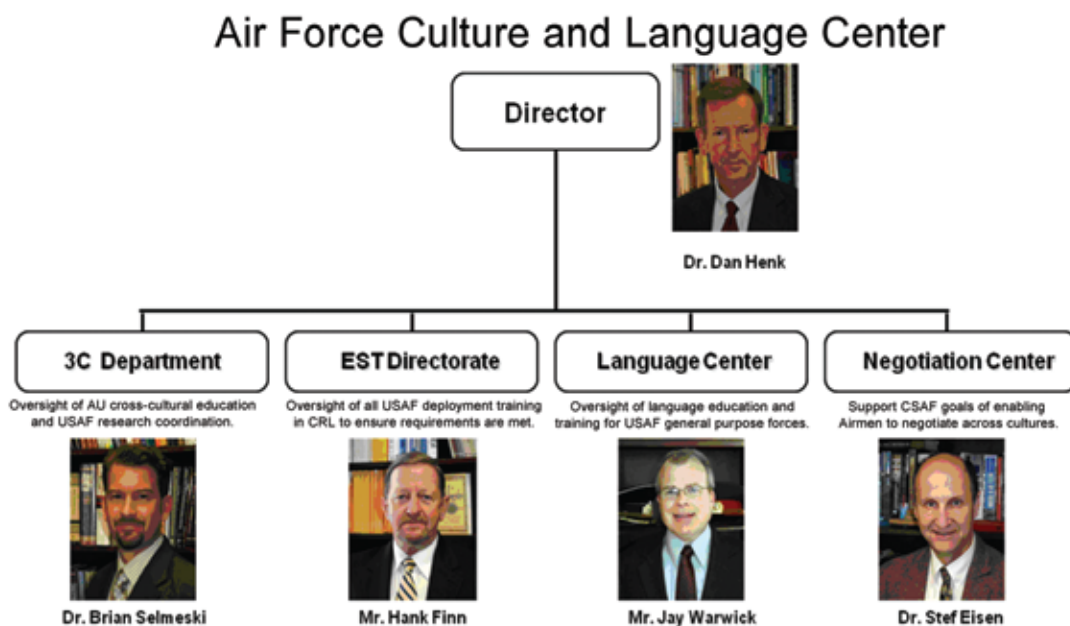 Air Force Culture and Language Center
Director
Dr. Dan Henk
3C Department
Oversight of AU cross-cultural education
and USAF research coordination.
Dr. Brian Selmeski
EST Directorate
Oversight of all USAF deployment training
in CRL to ensure requirements are met.
Mr. Hank Finn
Language Center
Oversight of language education and
training for USAF general purpose forces.
Mr. Jay Warwick
Negotiation Center
Support CSAF goals of enabling
Airmen to negotiate across cultures.
Dr. Stef Eisen